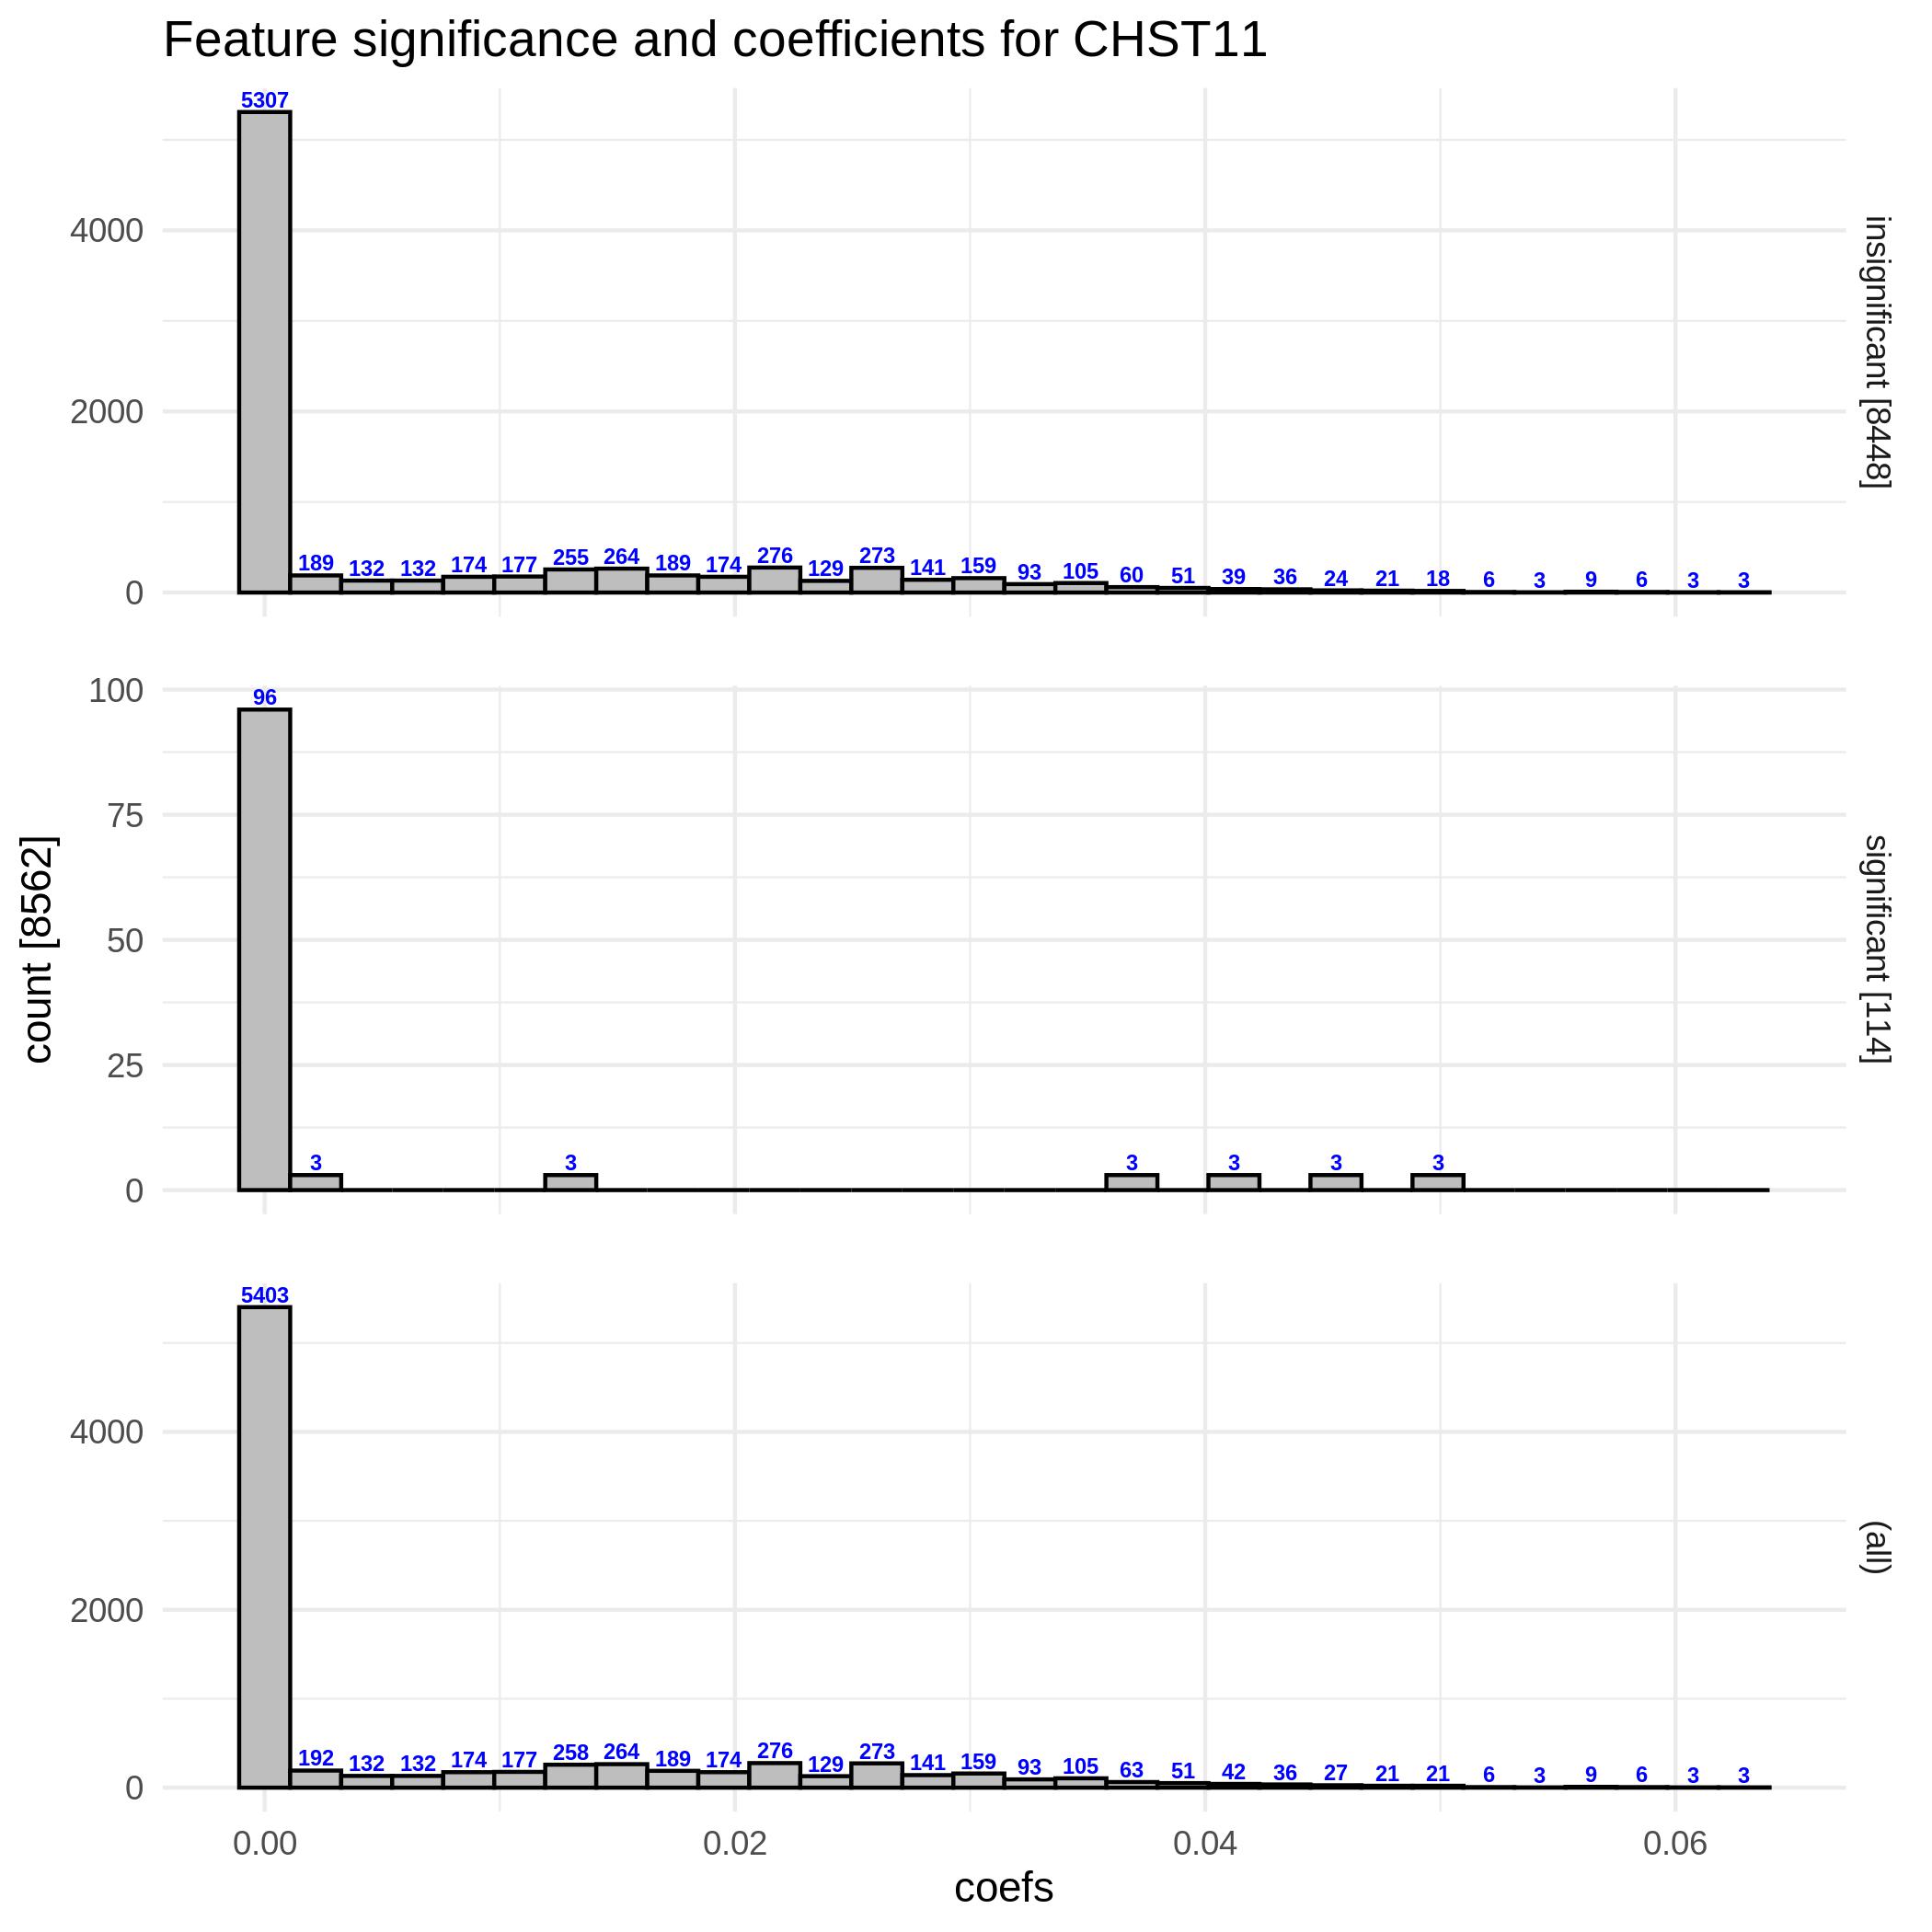 Feature significance and coefficients for CHST11
5307
189 132 132 174 177 255 264 189 174 276 129 273 141 159 93 105 60 51 39 36 24 21 18 6 3 9 6 3 3
4000
2000
0
insignificant [8448]
96
3 3 3 3 3 3
100
75
50
25
0
significant [114]
count [8562]
5403
192 132 132 174 177 258 264 189 174 276 129 273 141 159 93 105 63 51 42 36 27 21 21 6 3 9 6 3 3
4000
2000
0
(all)
0.00 0.02 0.04 0.06
coefs